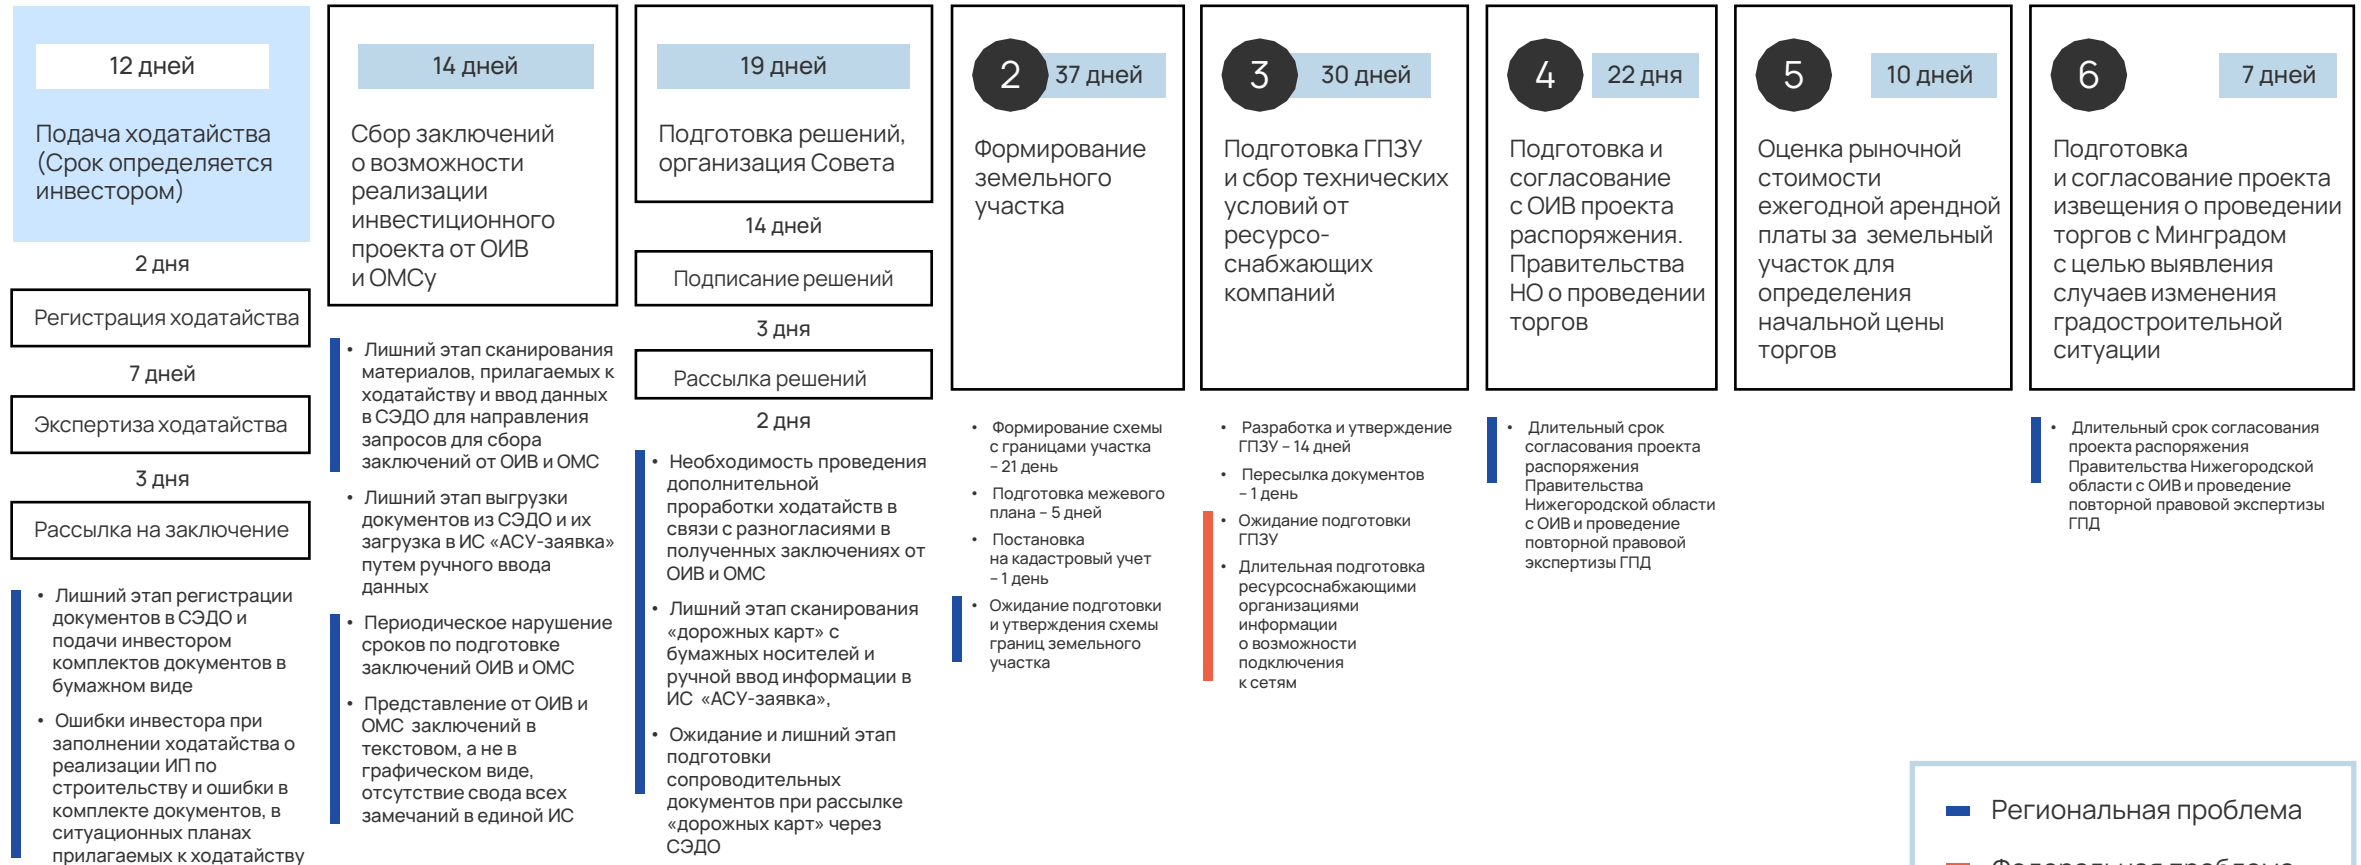 12 дней
Подача ходатайства
(Срок определяется
инвестором)
2 дня
Регистрация ходатайства
7 дней
Экспертиза ходатайства
3 дня
Рассылка на заключение
• Лишний этап регистрации
документов в СЭДО и
подачи инвестором
комплектов документов в
бумажном виде
• Ошибки инвестора при
заполнении ходатайства о
реализации ИП по
строительству и ошибки в
комплекте документов, в
ситуационных планах
прилагаемых к ходатайству
14 дней
Сбор заключений
о возможности
реализации
инвестиционного
проекта от ОИВ
и ОМСу
• Лишний этап сканирования
материалов, прилагаемых к
ходатайству и ввод данных
в СЭДО для направления
запросов для сбора
заключений от ОИВ и ОМС
• Лишний этап выгрузки
документов из СЭДО и их
загрузка в ИС «АСУ-заявка»
путем ручного ввода
данных
• Периодическое нарушение
сроков по подготовке
заключений ОИВ и ОМС
• Представление от ОИВ и
ОМС заключений в
текстовом, а не в
графическом виде,
отсутствие свода всех
замечаний в единой ИС
19 дней
Подготовка решений,
организация Совета
14 дней
Подписание решений
3 дня
Рассылка решений
2 дня
• Необходимость проведения
дополнительной
проработки ходатайств в
связи с разногласиями в
полученных заключениях от
ОИВ и ОМС
• Лишний этап сканирования
«дорожных карт» с
бумажных носителей и
ручной ввод информации в
ИС «АСУ-заявка»,
• Ожидание и лишний этап
подготовки
сопроводительных
документов при рассылке
«дорожных карт» через
СЭДО
2
37 дней
Формирование
земельного
участка
• Формирование схемы
с границами участка
– 21 день
• Подготовка межевого
плана – 5 дней
• Постановка
на кадастровый учет
– 1 день
• Ожидание подготовки
и утверждения схемы
границ земельного
участка
3
30 дней
Подготовка ГПЗУ
и сбор технических
условий от
ресурсо-
снабжающих
компаний
• Разработка и утверждение
ГПЗУ – 14 дней
• Пересылка документов
– 1 день
• Ожидание подготовки
ГПЗУ
• Длительная подготовка
ресурсоснабжающими
организациями
информации
о возможности
подключения
к сетям
4
22 дня
Подготовка и
согласование
с ОИВ проекта
распоряжения.
Правительства
НО о проведении
торгов
• Длительный срок
согласования проекта
распоряжения
Правительства
Нижегородской области
с ОИВ и проведение
повторной правовой
экспертизы ГПД
5
10 дней
Оценка рыночной
стоимости
ежегодной арендной
платы за земельный
участок для
определения
начальной цены
торгов
6
7 дней
Подготовка
и согласование проекта
извещения о проведении
торгов с Минградом
с целью выявления
случаев изменения
градостроительной
ситуации
• Длительный срок согласования
проекта распоряжения
Правительства Нижегородской
области с ОИВ и проведение
повторной правовой экспертизы
ГПД
Региональная проблема
Федеральная проблема